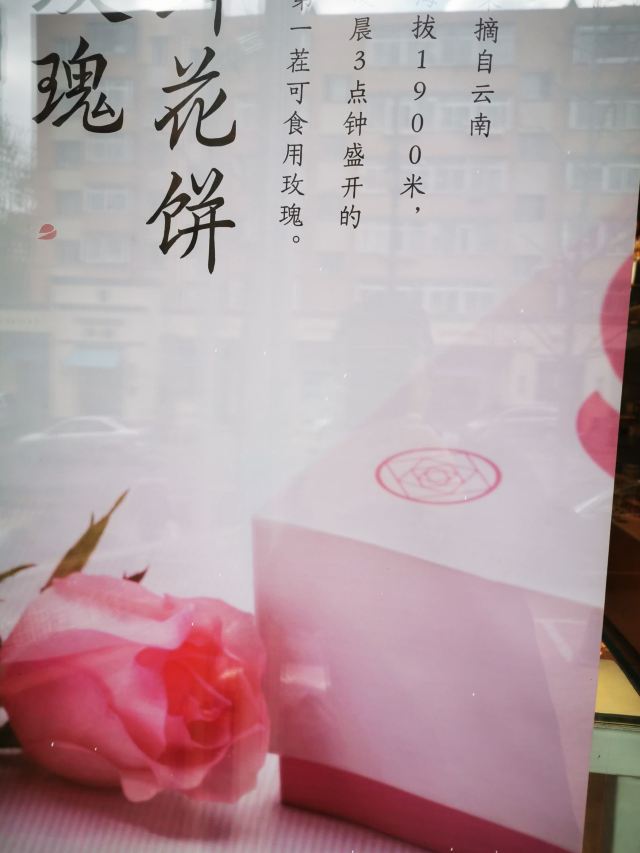 摘自云南
拔1900米，
晨3点钟盛开的
第一茬可食用玫瑰。
花饼
瑰